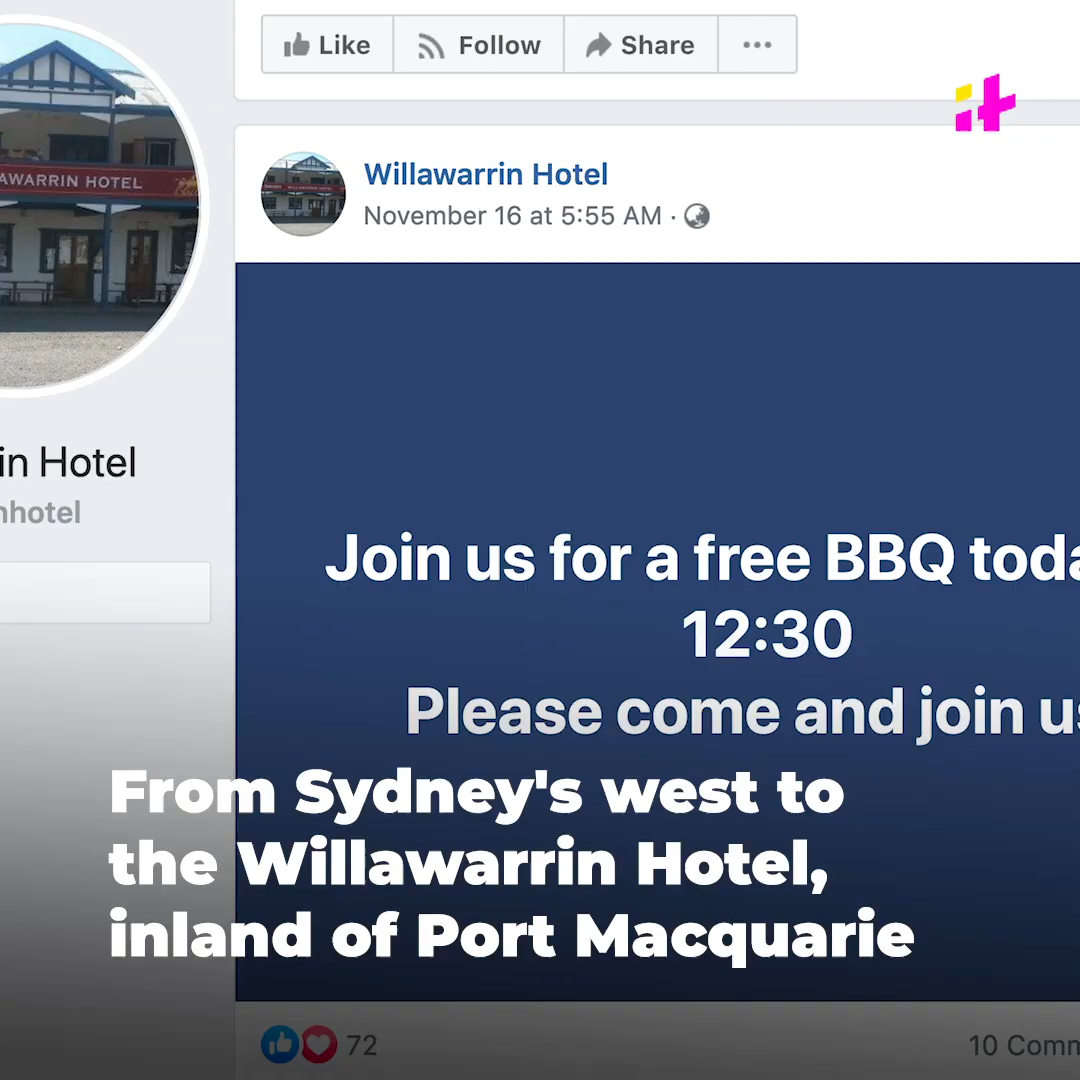 Like
Follow
Share
AWARRIN HOTEL
Willawarrin Hotel
November 16 at 5:55 AM ·
in Hotel
nhotel
Join us for a free BBQ toda
12:30
Please come and join us
From Sydney's west to
the Willawarrin Hotel,
inland of Port Macquarie
72
10 Comm